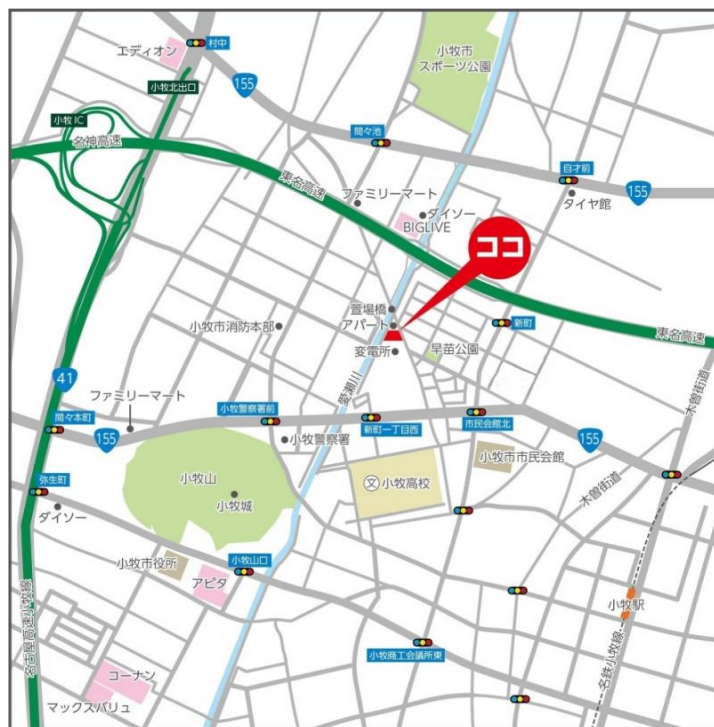 エディオン
村中
小牧北出口
155
小牧市
スポーツ公園
小牧IC
名神高速
間々池
自才前
東名高速
155
タイヤ館
ファミリーマート
ダイソー
BIGLIVE
ココ
萱場橋
小牧市消防本部
アパート
新町
東名高速
変電所
早苗公園
41
愛瀬川
木曽街道
ファミリーマート
小牧警察署前
間々本町
155
新町一丁目西
市民会館北
155
小牧警察署
小牧市市民会館
小牧山
文
小牧高校
弥生町
小牧城
木曽街道
ダイソー
小牧市役所
小牧山口
アピタ
名古屋高速小牧線
小牧駅
小牧商工会議所東
名鉄小牧線
コーナン
マックスバリュ